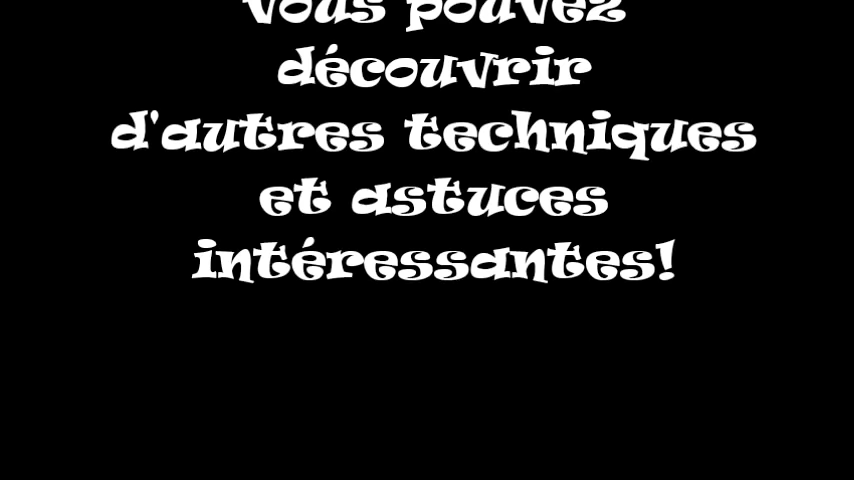 vous pouvez
découvrir
d'autres techniques
et astuces
intéressantes!